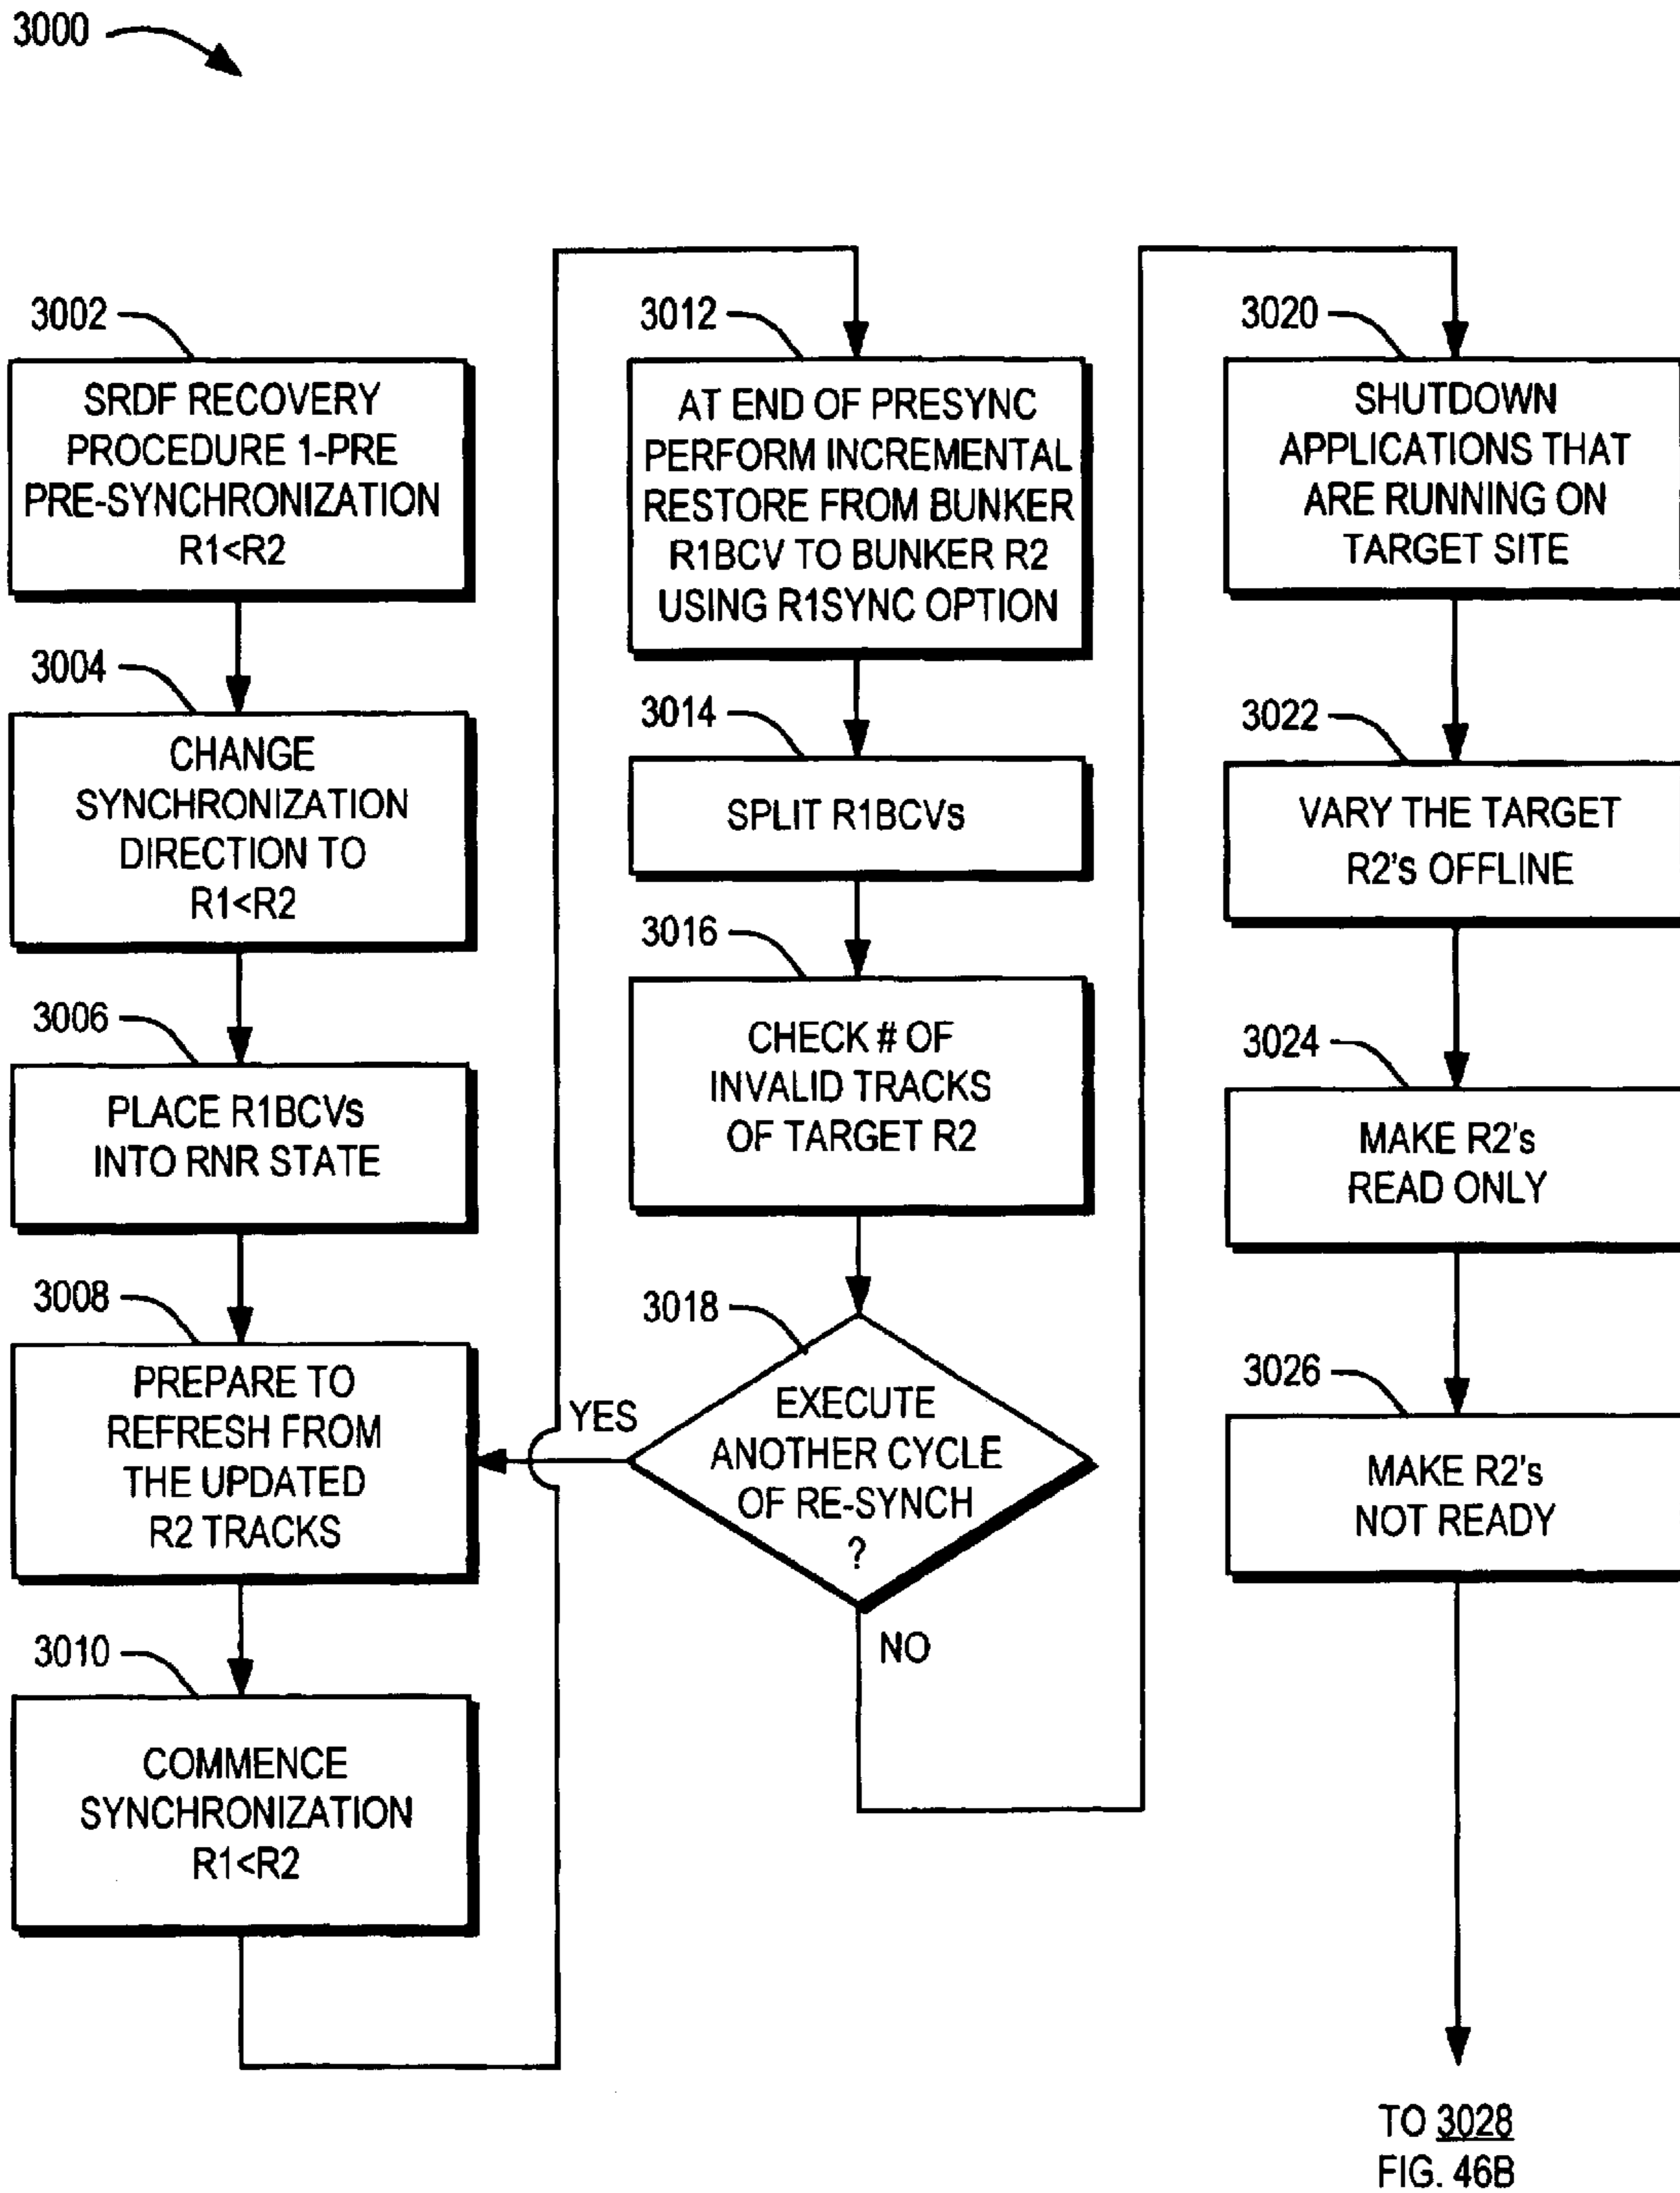 3000
3002
SRDF RECOVERY
PROCEDURE 1-PRE
PRE-SYNCHRONIZATION
R1<R2
3004
CHANGE
SYNCHRONIZATION
DIRECTION TO
R1<R2
3006
PLACE R1BCVs
INTO RNR STATE
3008
PREPARE TO
REFRESH FROM
THE UPDATED
R2 TRACKS
3010
COMMENCE
SYNCHRONIZATION
R1<R2
3012
AT END OF PRESYNC
PERFORM INCREMENTAL
RESTORE FROM BUNKER
R1BCV TO BUNKER R2
USING R1SYNC OPTION
3014
SPLIT R1BCVs
3016
CHECK # OF
INVALID TRACKS
OF TARGET R2
3018
EXECUTE
ANOTHER CYCLE
OF RE-SYNCH
?
YES
NO
3020
SHUTDOWN
APPLICATIONS THAT
ARE RUNNING ON
TARGET SITE
3022
VARY THE TARGET
R2's OFFLINE
3024
MAKE R2's
READ ONLY
3026
MAKE R2's
NOT READY
TO 3028
FIG. 46B